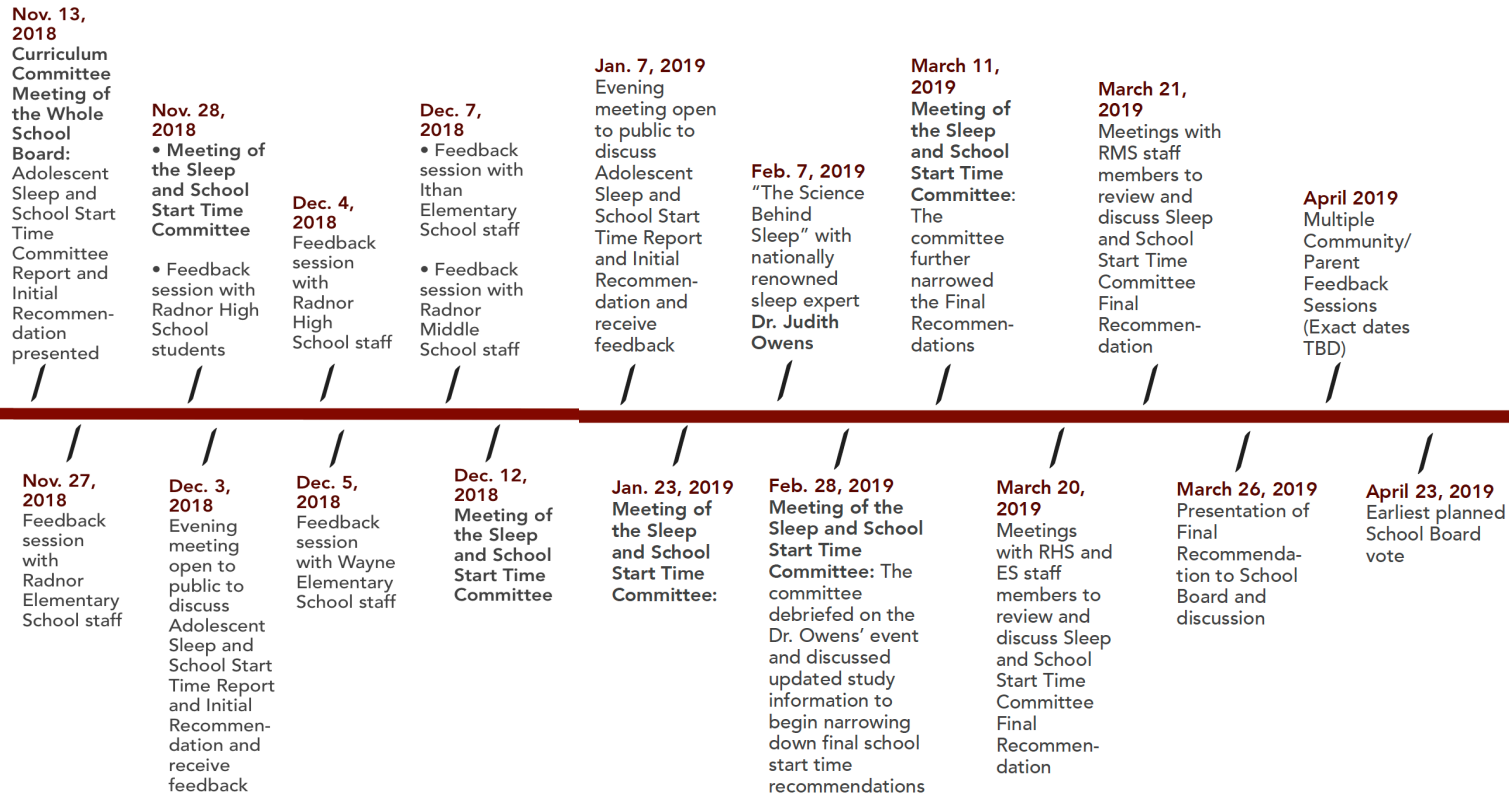 Nov. 13,
2018
Curriculum
Committee
Meeting of
the Whole
School
Board:
Adolescent
Sleep and
School Start
Time
Committee
Report and
Initial
Recommen-
dation
presented
Nov. 27,
2018
Feedback
session
with
Radnor
Elementary
School staff
Nov. 28,
2018
• Meeting of
the Sleep
and School
Start Time
Committee
• Feedback
session with
Radnor High
School
students
Dec. 3,
2018
Evening
meeting
open to
public to
discuss
Adolescent
Sleep and
School Start
Time Report
and Initial
Recommen-
dation and
receive
feedback
Dec. 4,
2018
Feedback
session
with
Radnor
High
School staff
Dec. 5,
2018
Feedback
session
with Wayne
Elementary
School staff
Dec. 7,
2018
• Feedback
session with
Ithan
Elementary
School staff
• Feedback
session with
Radnor
Middle
School staff
Dec. 12,
2018
Meeting of
the Sleep
and School
Start Time
Committee
Jan. 7, 2019
Evening
meeting open
to public to
discuss
Adolescent
Sleep and
School Start
Time Report
and Initial
Recommen-
dation and
receive
feedback
Jan. 23, 2019
Meeting of
the Sleep
and School
Start Time
Committee:
Feb. 7, 2019
“The Science
Behind
Sleep” with
nationally
renowned
sleep expert
Dr. Judith
Owens
Feb. 28, 2019
Meeting of the
Sleep and School
Start Time
Committee: The
committee
debriefed on the
Dr. Owens’ event
and discussed
updated study
information to
begin narrowing
down final school
start time
recommendations
March 11,
2019
Meeting of
the Sleep
and School
Start Time
Committee:
The
committee
further
narrowed
the Final
Recommen-
dations
March 20,
2019
Meetings
with RHS and
ES staff
members to
review and
discuss Sleep
and School
Start Time
Committee
Final
Recommen-
dation
March 21,
2019
Meetings with
RMS staff
members to
review and
discuss Sleep
and School
Start Time
Committee
Final
Recommen-
dation
March 26, 2019
Presentation of
Final
Recommenda-
tion to School
Board and
discussion
April 2019
Multiple
Community/
Parent
Feedback
Sessions
(Exact dates
TBD)
April 23, 2019
Earliest planned
School Board
vote